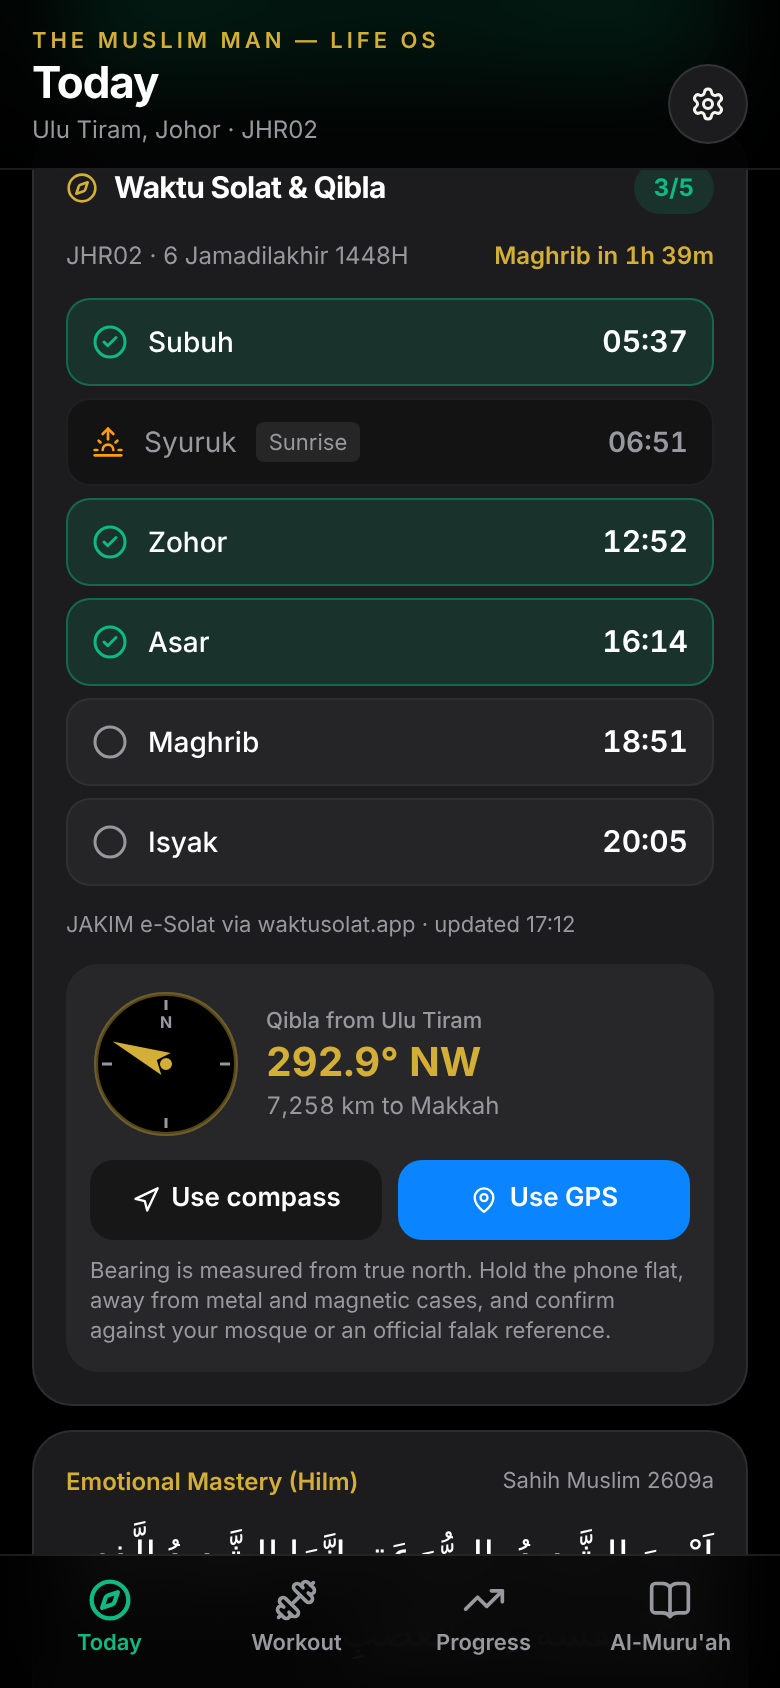 THE MUSLIM MAN — LIFE OS
Today
Ulu Tiram, Johor · JHR02
Waktu Solat & Qibla
3/5
JHR02 · 6 Jamadilakhir 1448H
Maghrib in 1h 39m
Subuh
05:37
Syuruk
Sunrise
06:51
Zohor
12:52
Asar
16:14
Maghrib
18:51
Isyak
20:05
JAKIM e-Solat via waktusolat.app · updated 17:12
N
Qibla from Ulu Tiram
292.9° NW
7,258 km to Makkah
Use compass
Use GPS
Bearing is measured from true north. Hold the phone flat,
away from metal and magnetic cases, and confirm
against your mosque or an official falak reference.
Emotional Mastery (Hilm)
Sahih Muslim 2609a
Today
Workout
Progress
Al-Muru'ah